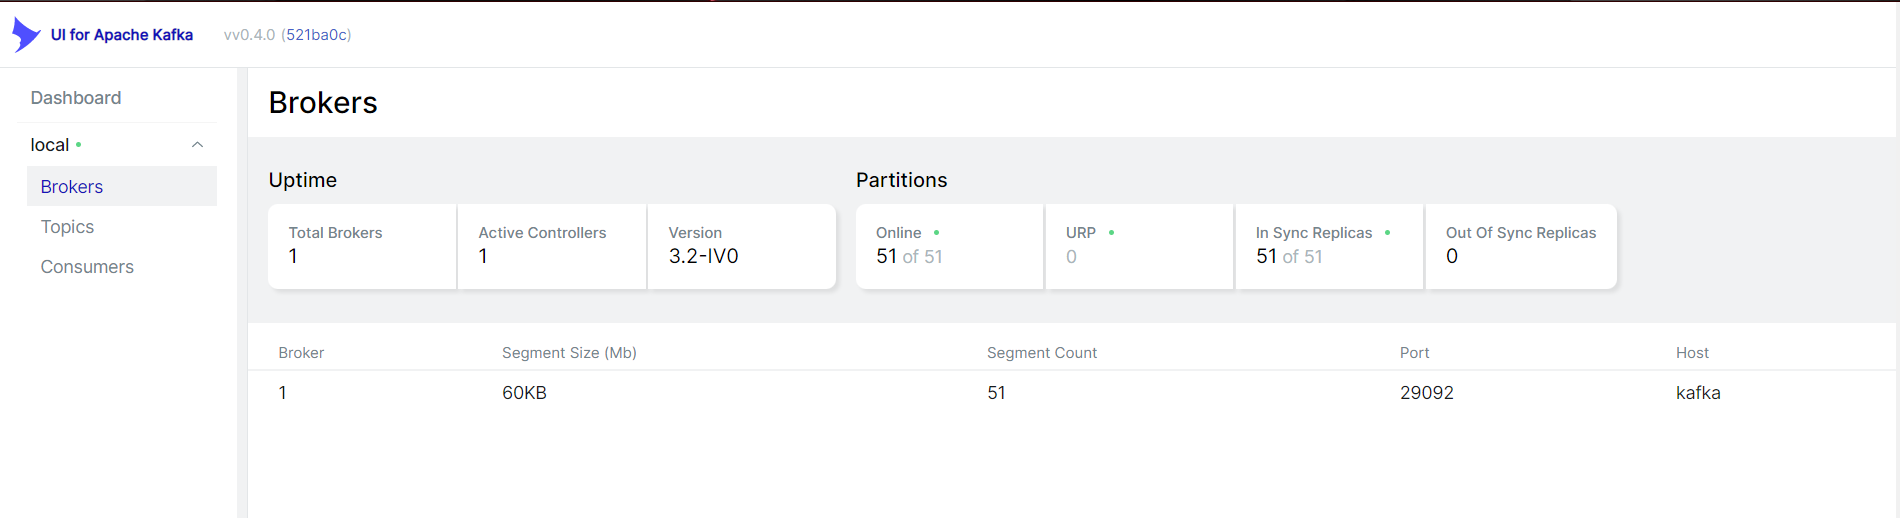 UI for Apache Kafka vv0.4.0 (521ba0c)
Dashboard
local
Brokers
Topics
Consumers
Brokers
Uptime
Total Brokers
1
Active Controllers
1
Version
3.2-IV0
Partitions
Online
51 of 51
URP
0
In Sync Replicas
51 of 51
Out Of Sync Replicas
0
Broker Segment Size (Mb) Segment Count Port Host
1 60KB 51 29092 kafka